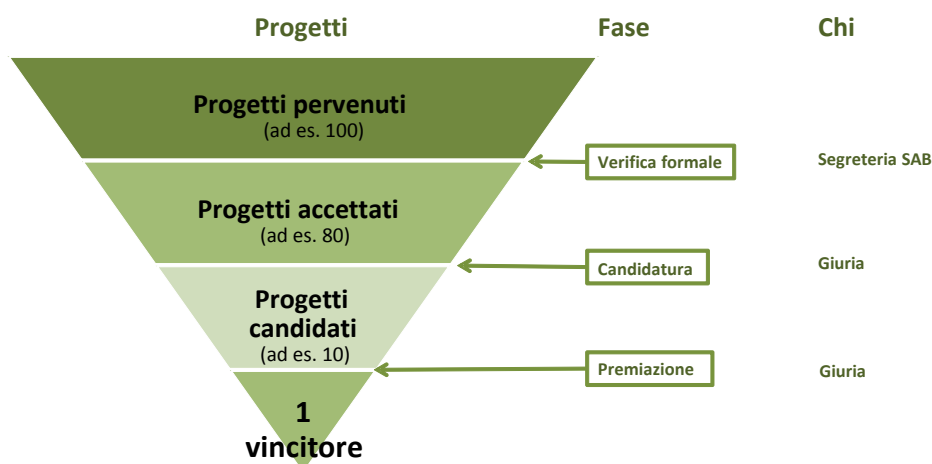 Progetti Fase Chi
Progetti pervenuti
(ad es. 100)
Verifica formale Segreteria SAB
Progetti accettati
(ad es. 80)
Candidatura Giuria
Progetti
candidati
(ad es. 10)
Premiazione Giuria
1
vincitore